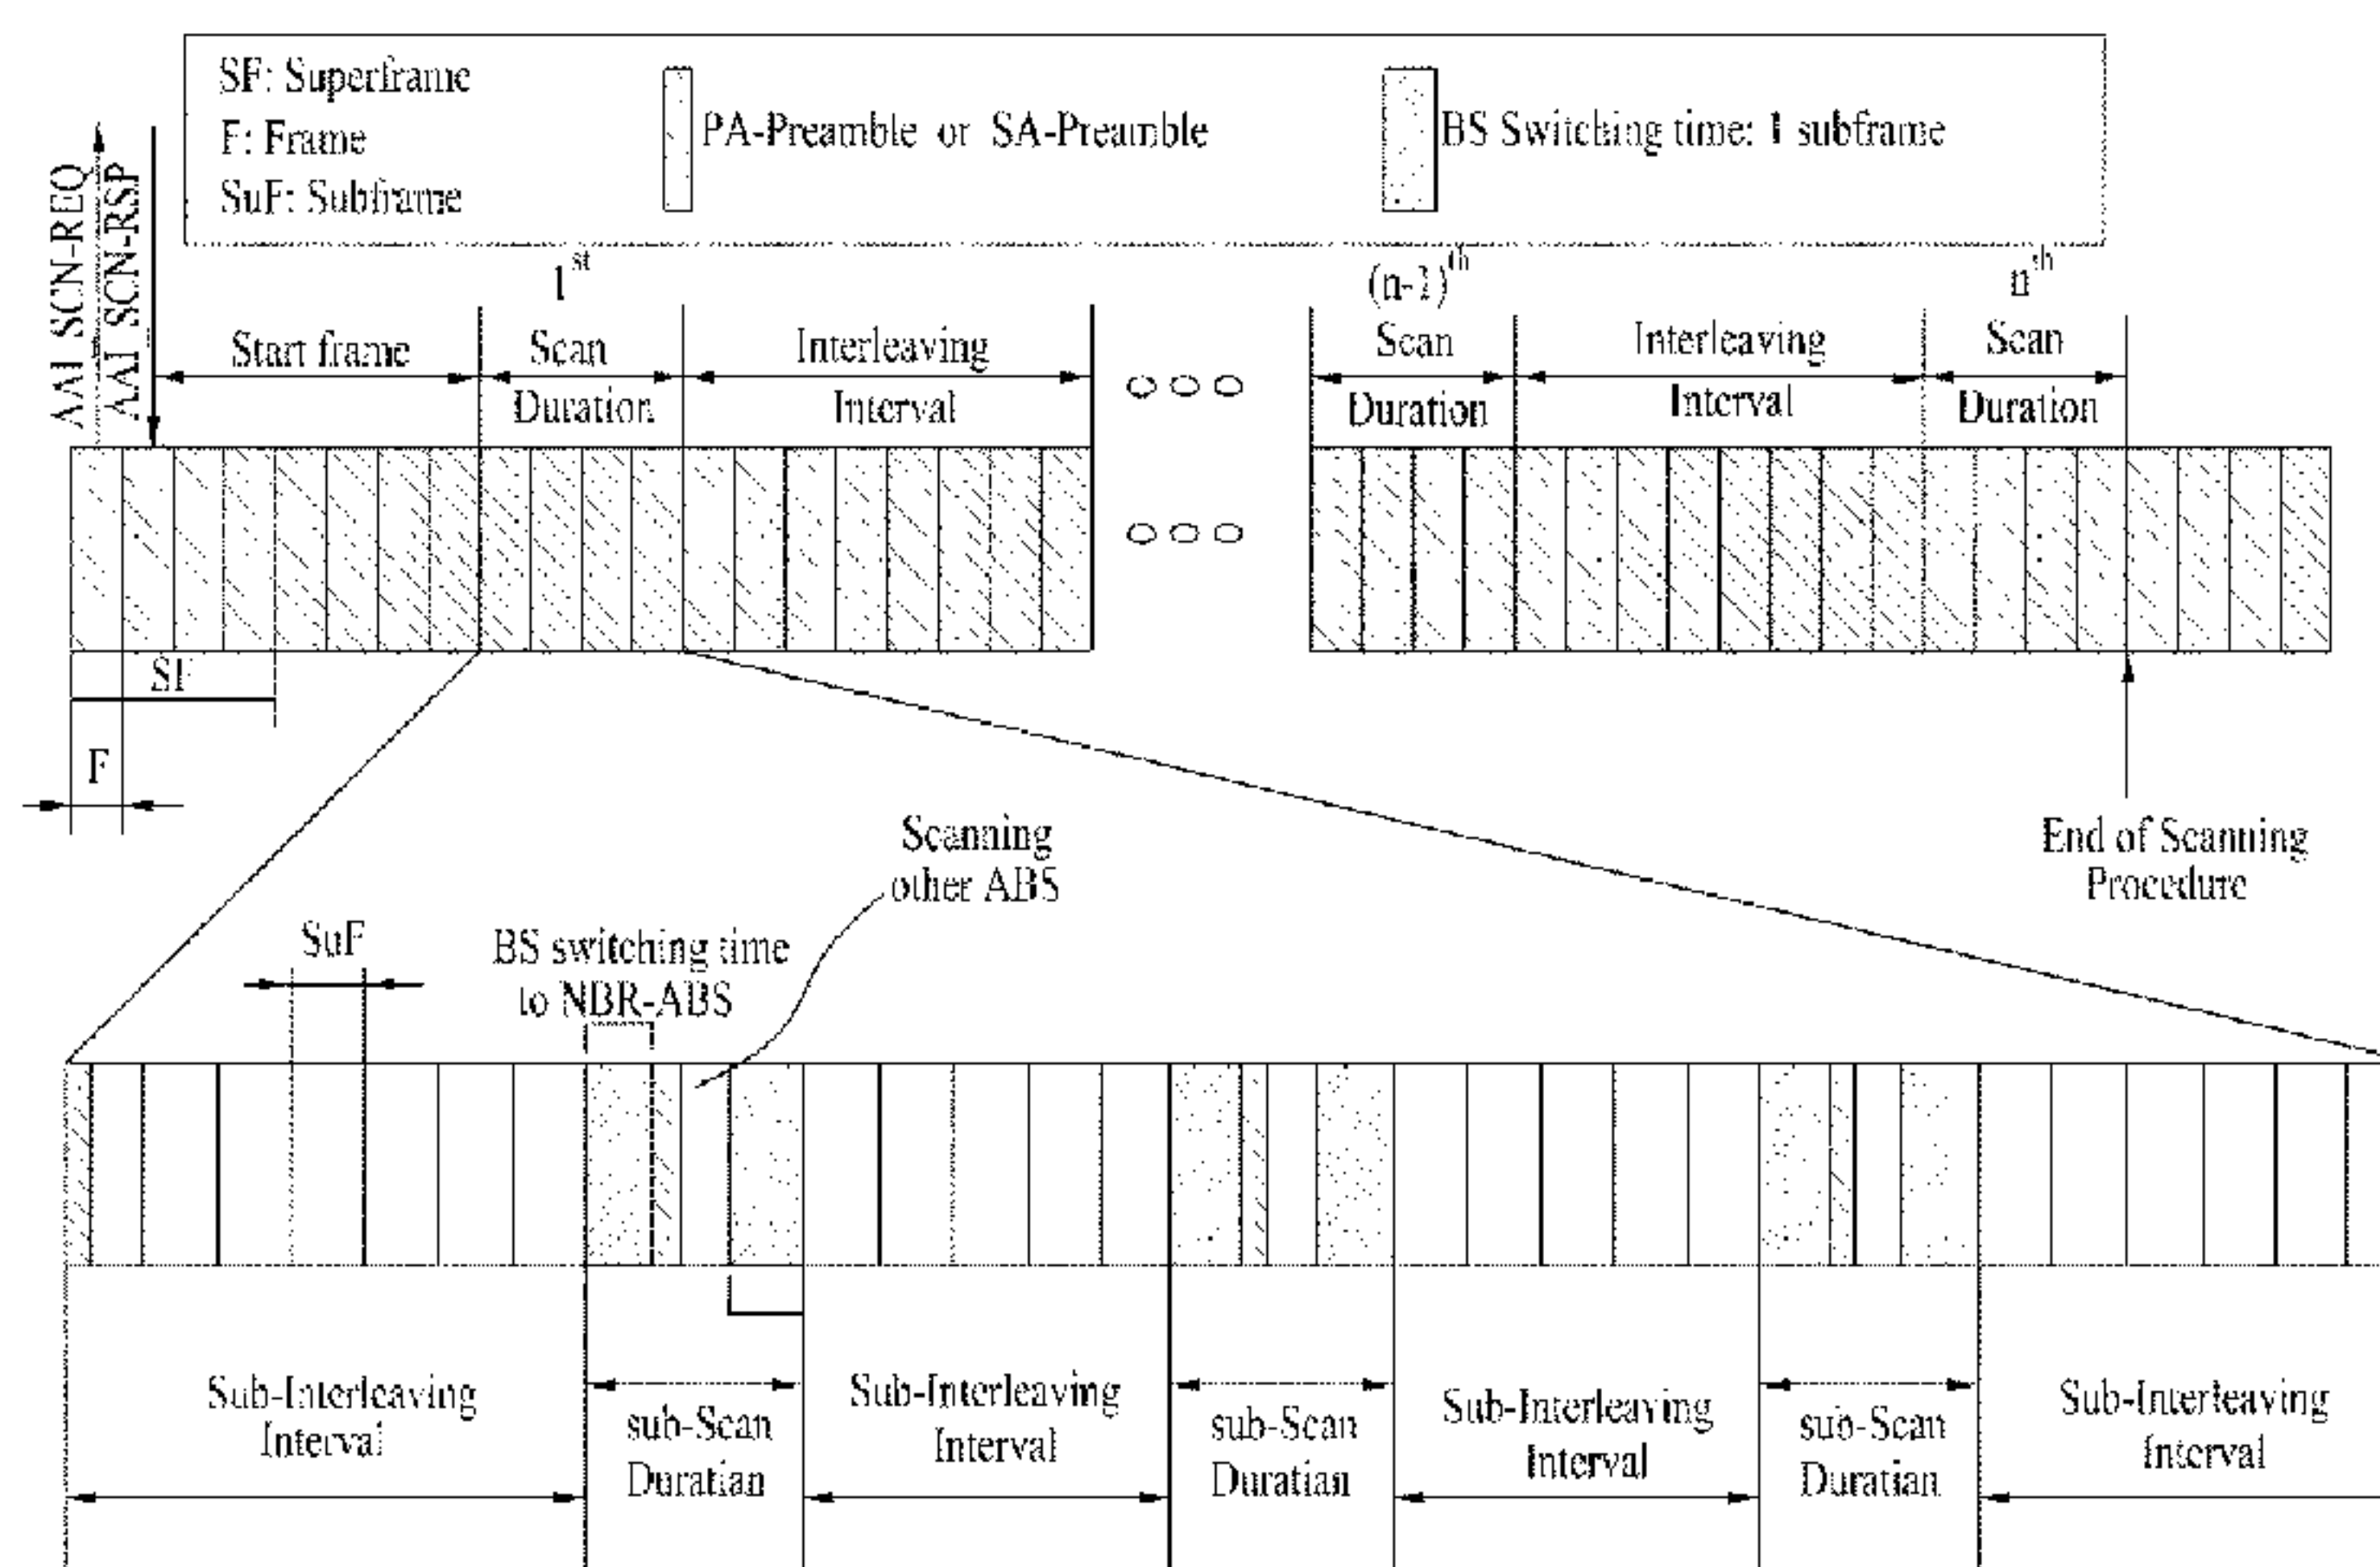 SF: Superframe
F: Frame
SuF: Subframe
PA-Preamble or SA-Preamble
BS Switching time: 1 subframe
AAI SCN-REQ
AAI SCN-RSP
1st
(n-1)th
nth
Start frame
Scan
Duration
Interleaving
Interval
Scan
Duration
Interleaving
Interval
Scan
Duration
SF
F
Scanning
other ABS
End of Scanning
Procedure
SuF
BS switching time
to NBR-ABS
Sub-Interleaving
Interval
sub-Scan
Duratian
Sub-Interleaving
Interval
sub-Scan
Duratian
Sub-Interleaving
Interval
sub-Scan
Duratian
Sub-Interleaving
Interval